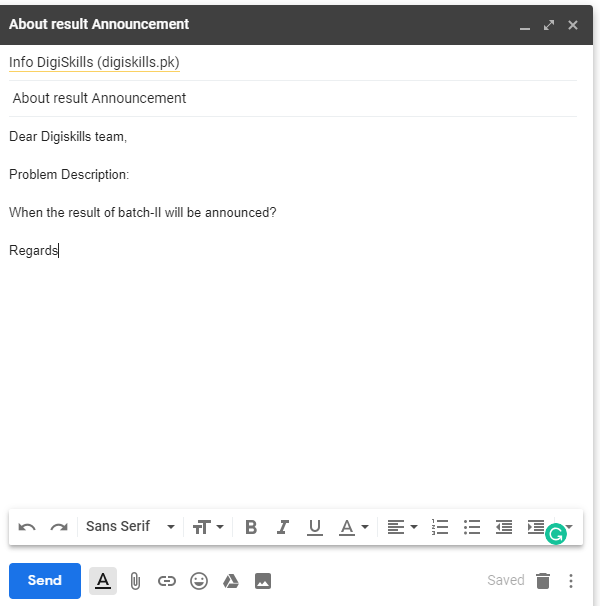 About result Announcement
Info DigiSkills (digiskills.pk)
About result Announcement
Dear Digiskills team,
Problem Description:
When the result of batch-II will be announced?
Regards
Sans Serif
Send
Saved